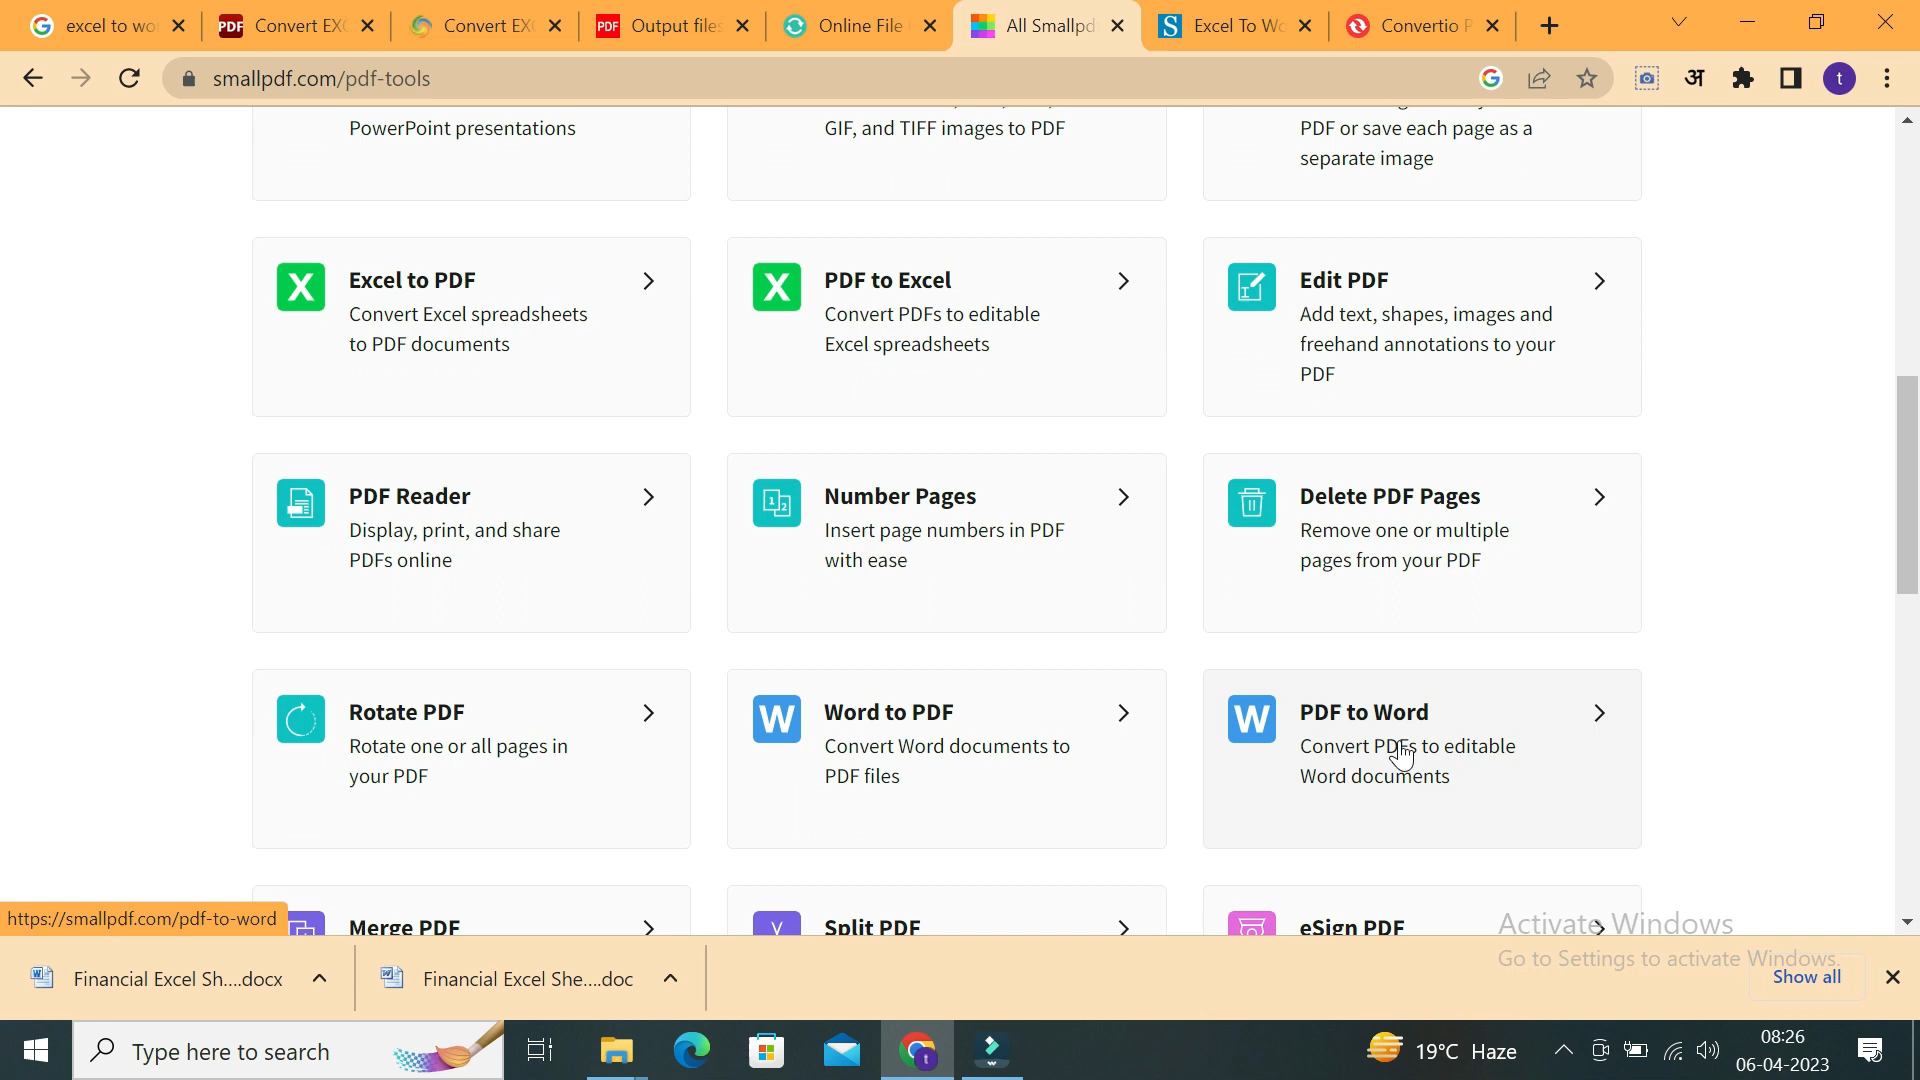 excel to wo
PDF
Convert EX
Convert EX
PDF
Output files
Online File
All Smallpd
S
Excel To Wo
Convertio P
smallpdf.com/pdf-tools
अ
t
PowerPoint presentations
GIF, and TIFF images to PDF
PDF or save each page as a
separate image
X
Excel to PDF
Convert Excel spreadsheets
to PDF documents
X
PDF to Excel
Convert PDFs to editable
Excel spreadsheets
Edit PDF
Add text, shapes, images and
freehand annotations to your
PDF
PDF Reader
Display, print, and share
PDFs online
1 2
Number Pages
Insert page numbers in PDF
with ease
Delete PDF Pages
Remove one or multiple
pages from your PDF
Rotate PDF
Rotate one or all pages in
your PDF
W
Word to PDF
Convert Word documents to
PDF files
W
PDF to Word
Convert PDFs to editable
Word documents
https://smallpdf.com/pdf-to-word
Merge PDF
Split PDF
eSign PDF
Activate Windows
Go to Settings to activate Windows.
Financial Excel Sh....docx
Financial Excel She....doc
Show all
Type here to search
t
19°C Haze
08:26
06-04-2023